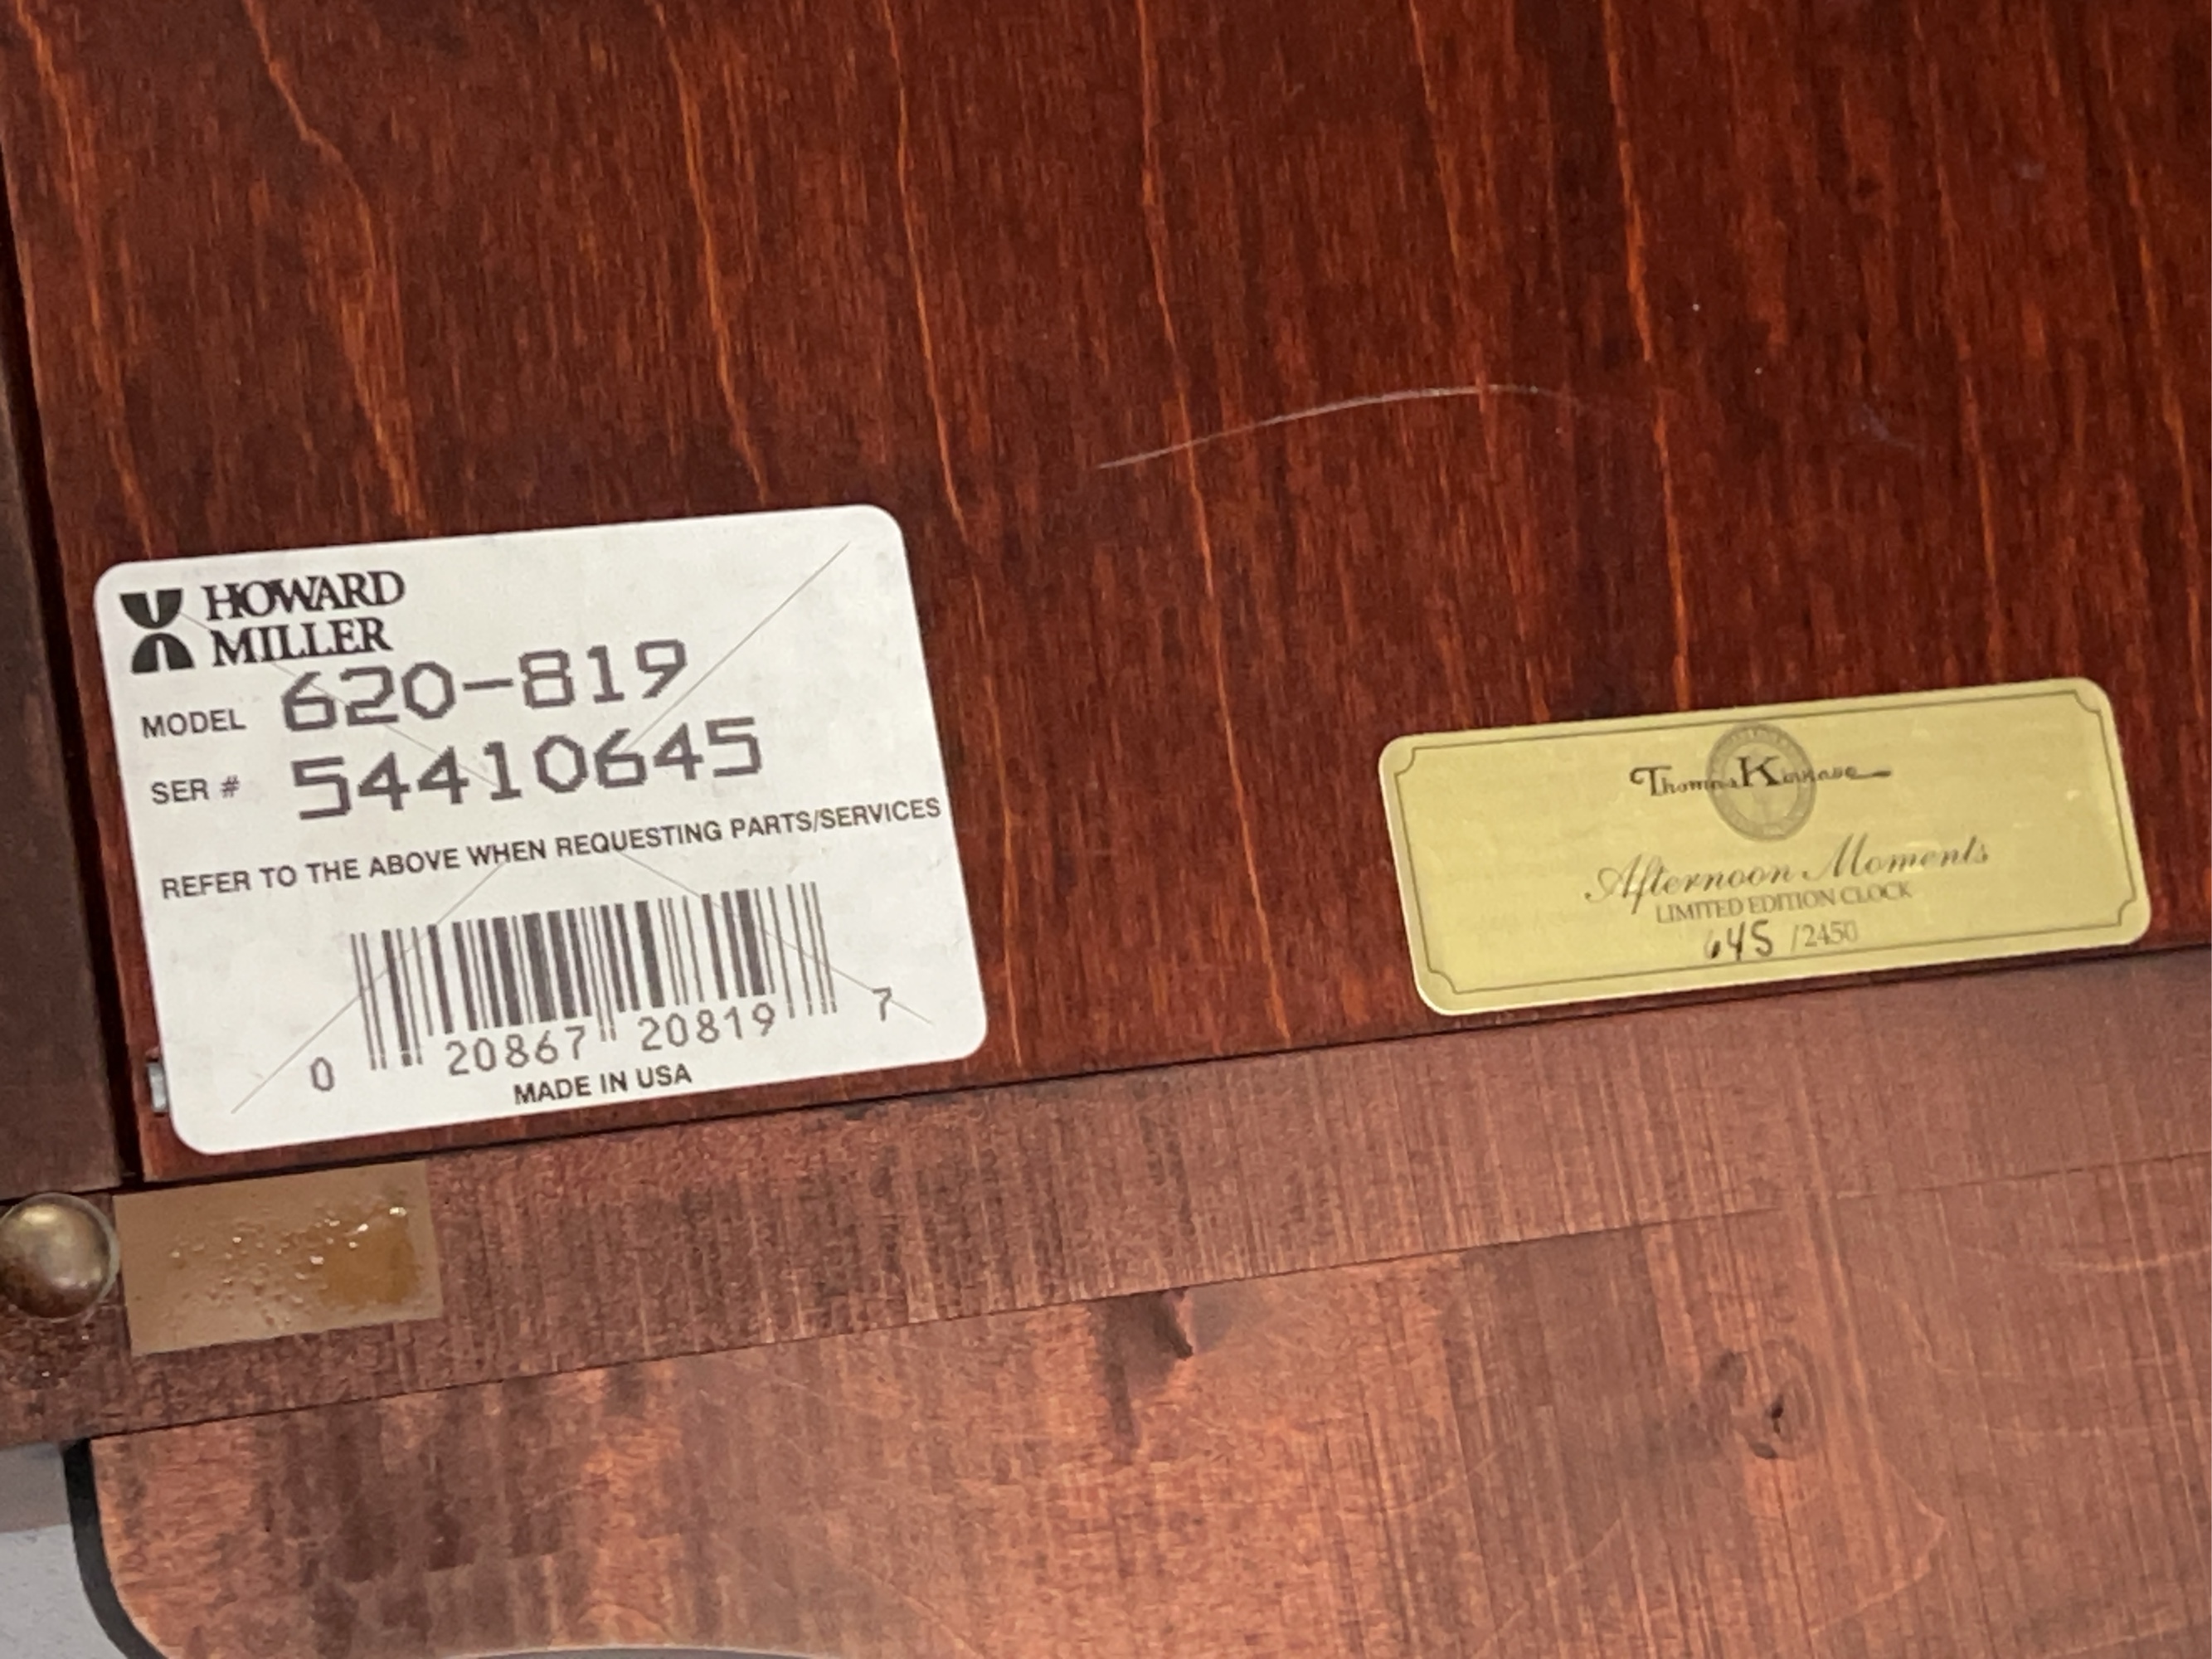 HOWARD
MILLER
MODEL 620-819
SER # 54410645
REFER TO THE ABOVE WHEN REQUESTING PARTS/SERVICES
0 20867 20819 7
MADE IN USA
Thomas Kinkade
Afternoon Moments
LIMITED EDITION CLOCK
645 /2450